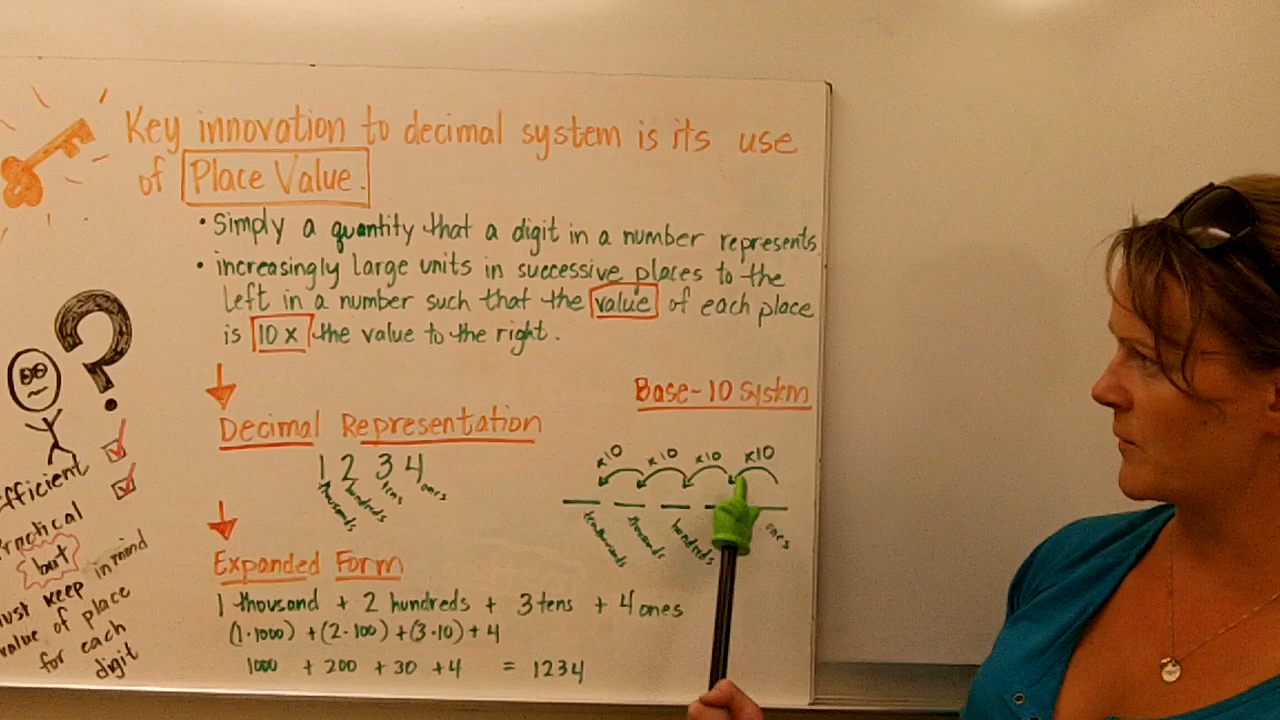 Key innovation to decimal system is its use
of Place Value.
• Simply a quantity that a digit in a number represents
• increasingly large units in successive places to the
left in a number such that the value of each place
is 10 x the value to the right.
Base-10 System
Decimal Representation
x10 x10 x10 x10
1 2 3 4
thousands hundreds tens ones
thousands hundreds ones
Expanded Form
1 thousand + 2 hundreds + 3 tens + 4 ones
(1·1000) + (2·100) + (3·10) + 4
1000 + 200 + 30 + 4 = 1234
?
but
keep in mind
value of place
for each
digit